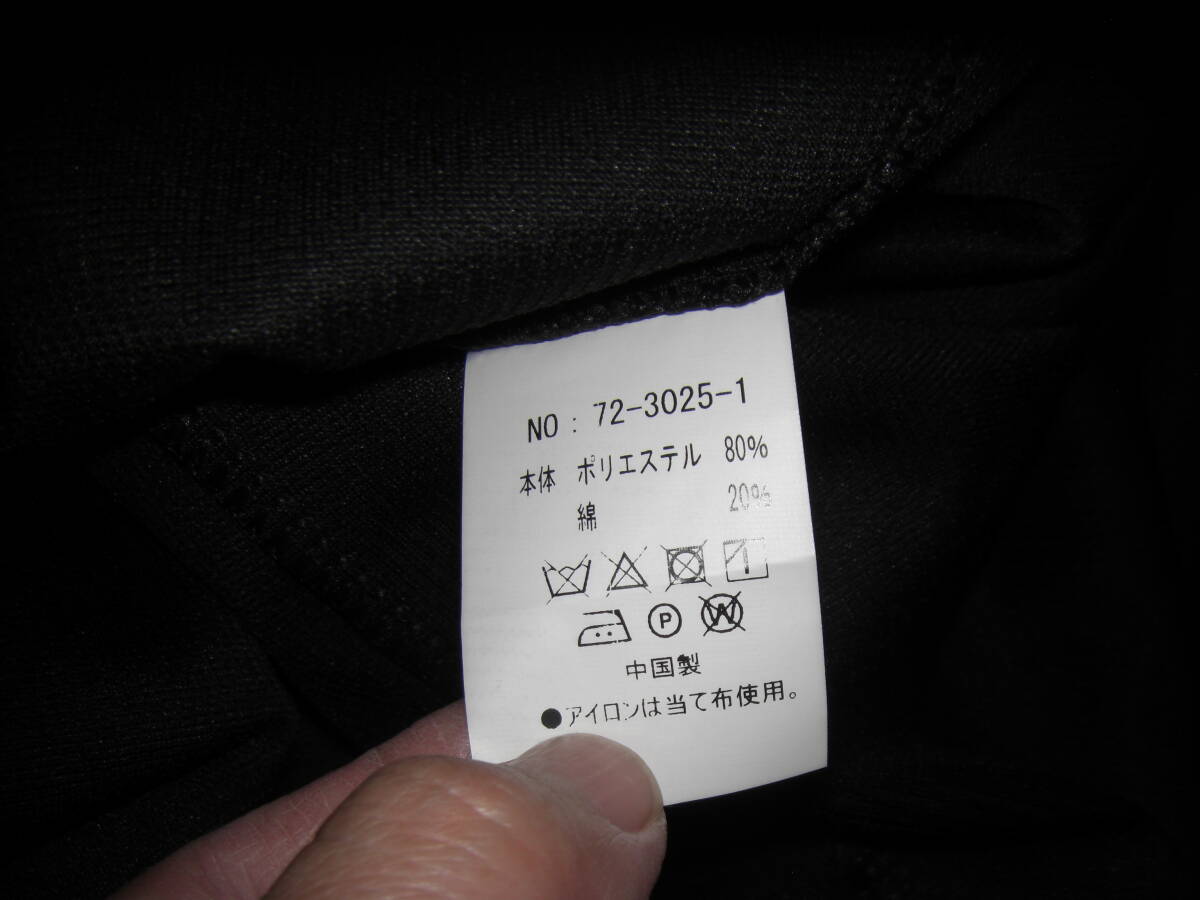 NO : 72-3025-1
本体 ポリエステル 80%
綿 20%
P W
中国製
●アイロンは当て布使用。